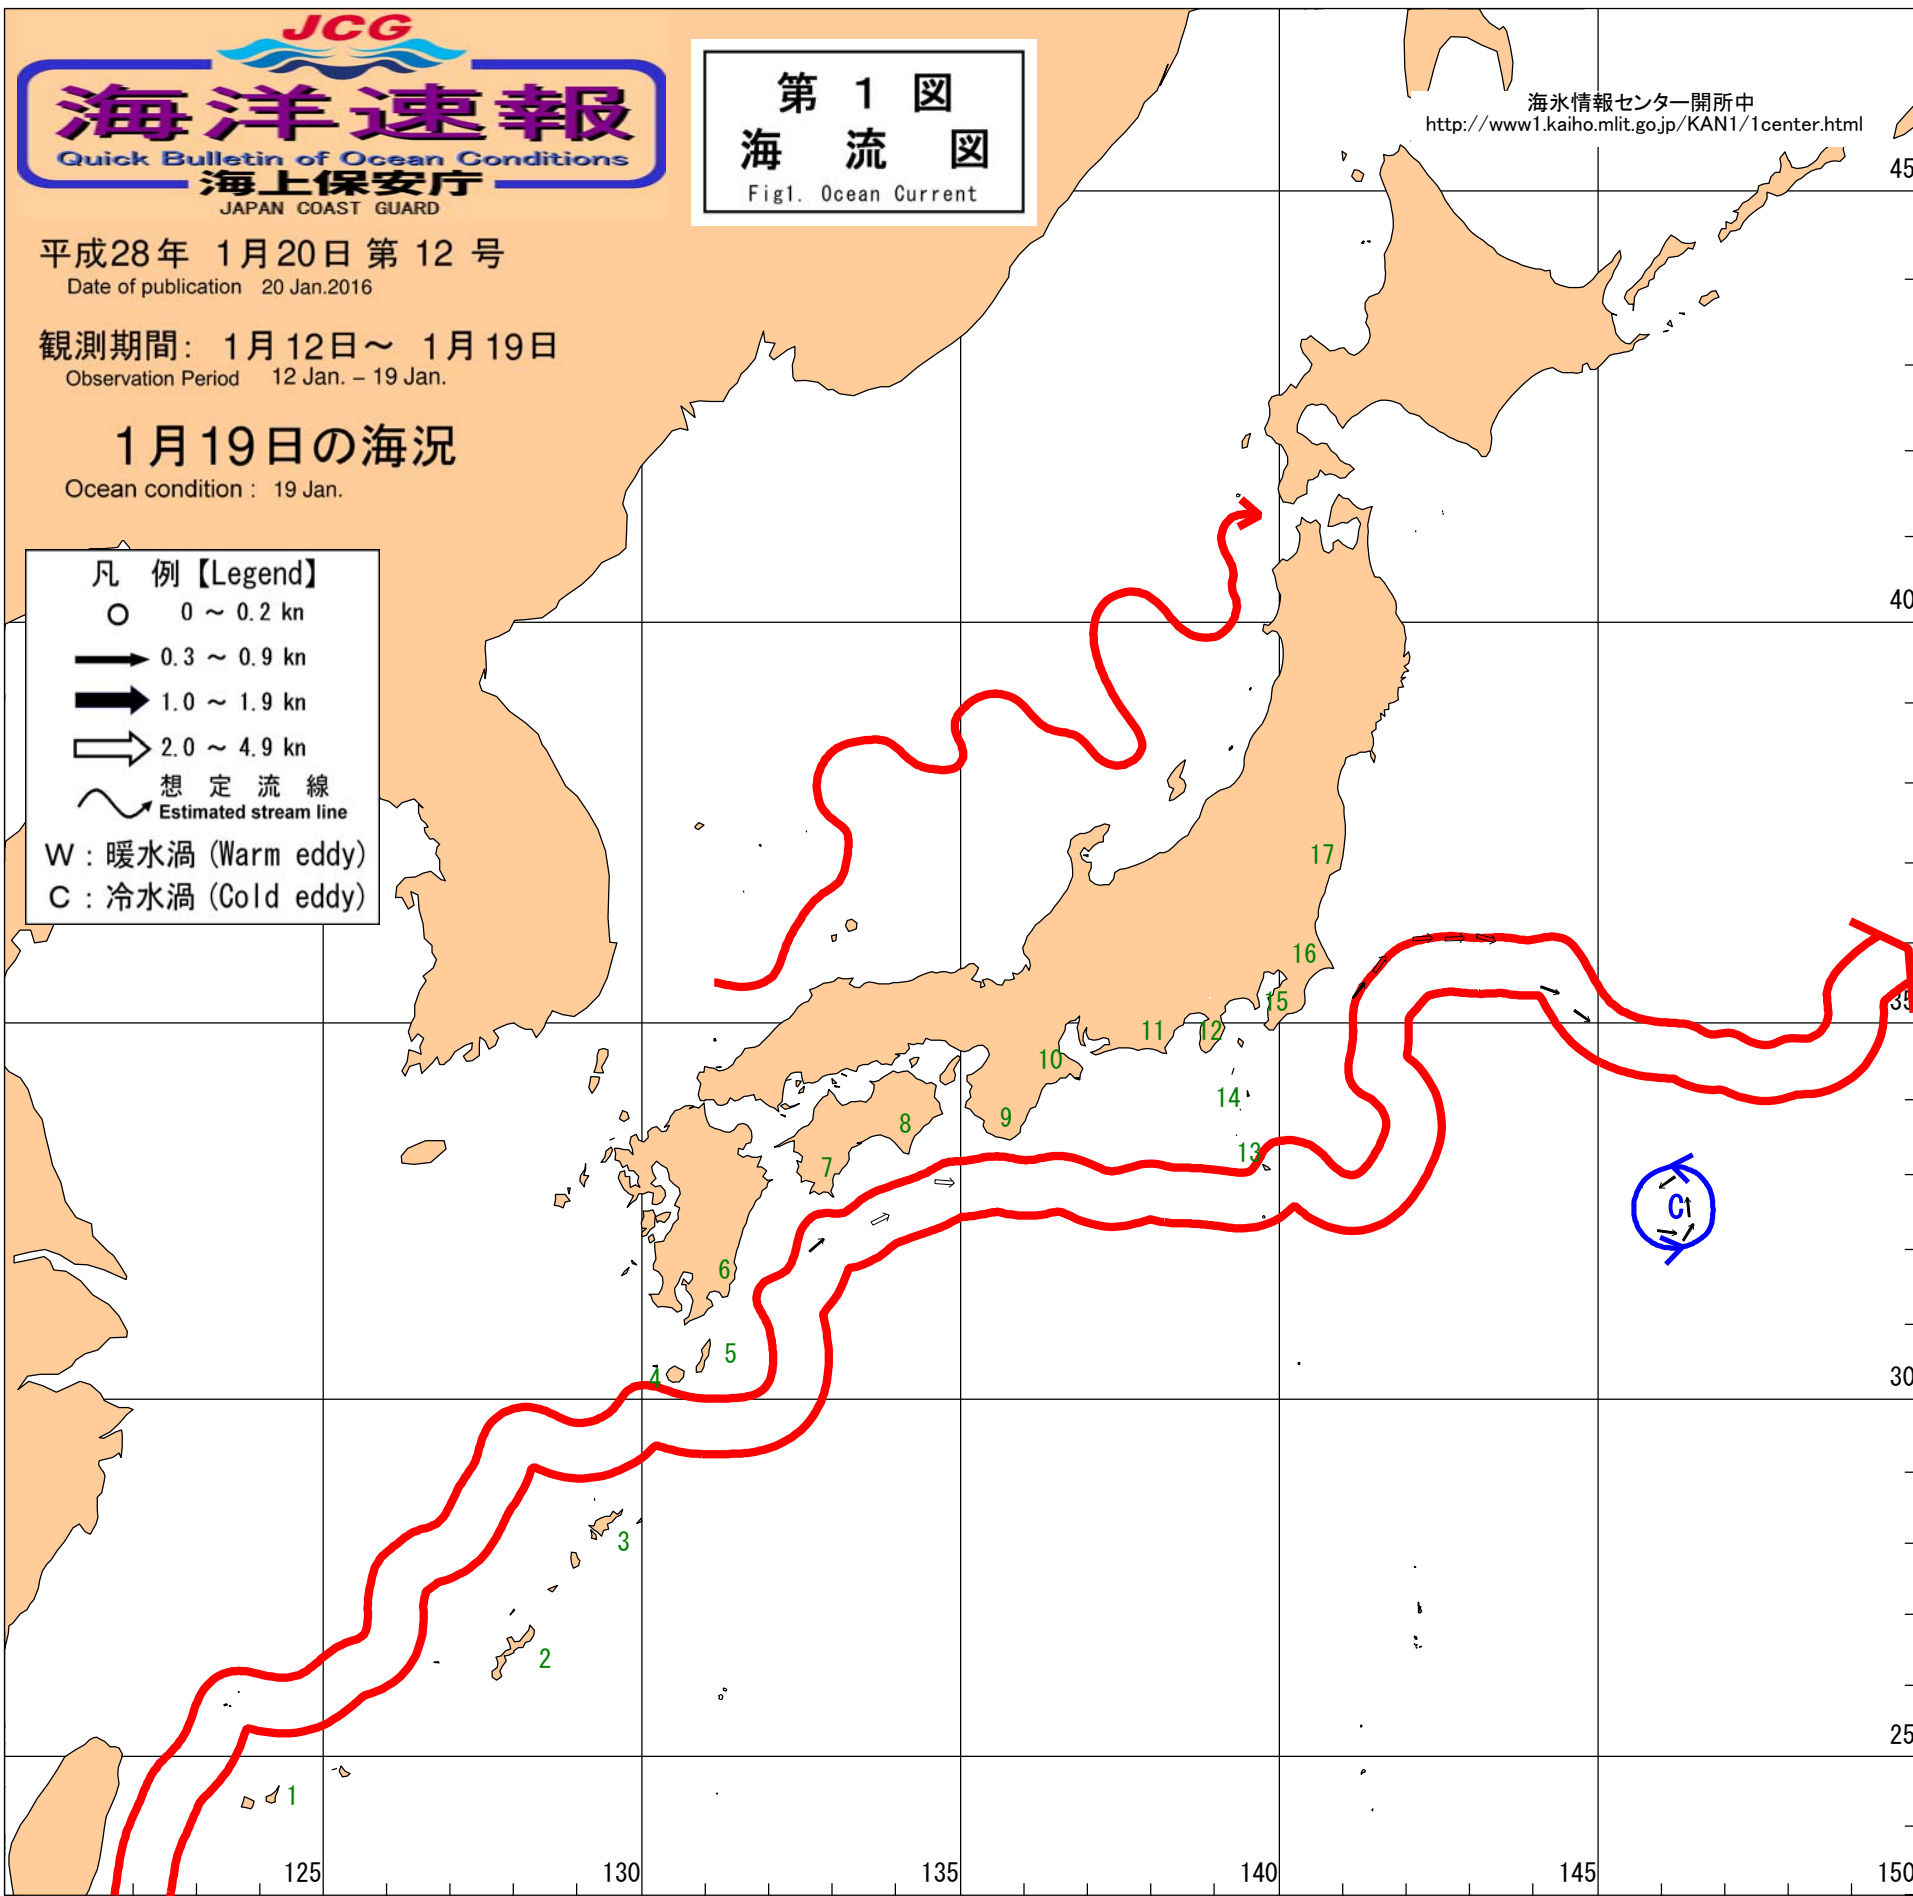 JCG
海洋速報
Quick Bulletin of Ocean Conditions
海上保安庁
JAPAN COAST GUARD
第 1 図
海 流 図
Fig1. Ocean Current
海氷情報センター開所中
http://www1.kaiho.mlit.go.jp/KAN1/1center.html
平成28年 1月20日 第 12 号
Date of publication 20 Jan.2016
観測期間: 1月12日~ 1月19日
Observation Period 12 Jan. – 19 Jan.
1月19日の海況
Ocean condition : 19 Jan.
凡 例【Legend】
0 ~ 0.2 kn
0.3 ~ 0.9 kn
1.0 ~ 1.9 kn
2.0 ~ 4.9 kn
想 定 流 線
Estimated stream line
W : 暖水渦 (Warm eddy)
C : 冷水渦 (Cold eddy)
45
40
17
16
35
15
12
11
10
14
9
8
13
7
C
6
5
4
30
3
2
25
1
125
130
135
140
145
150